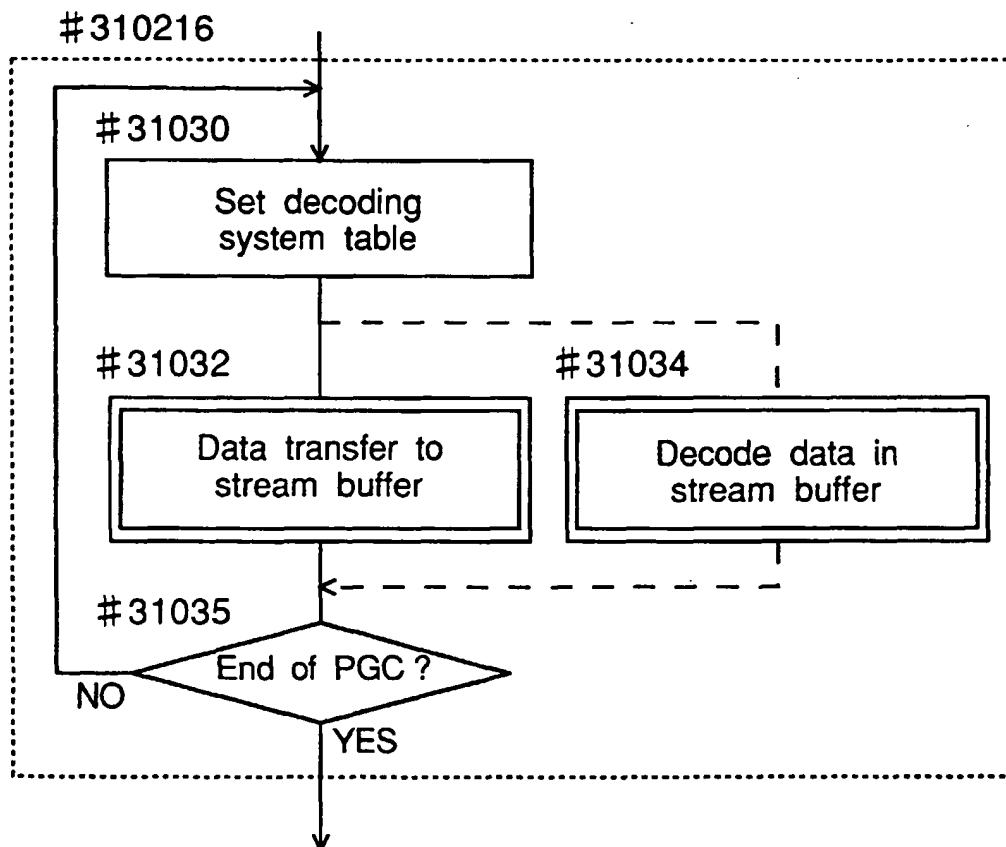 #310216
#31030
Set decoding
system table
#31032
#31034
Data transfer to
stream buffer
Decode data in
stream buffer
#31035
End of PGC?
NO
YES